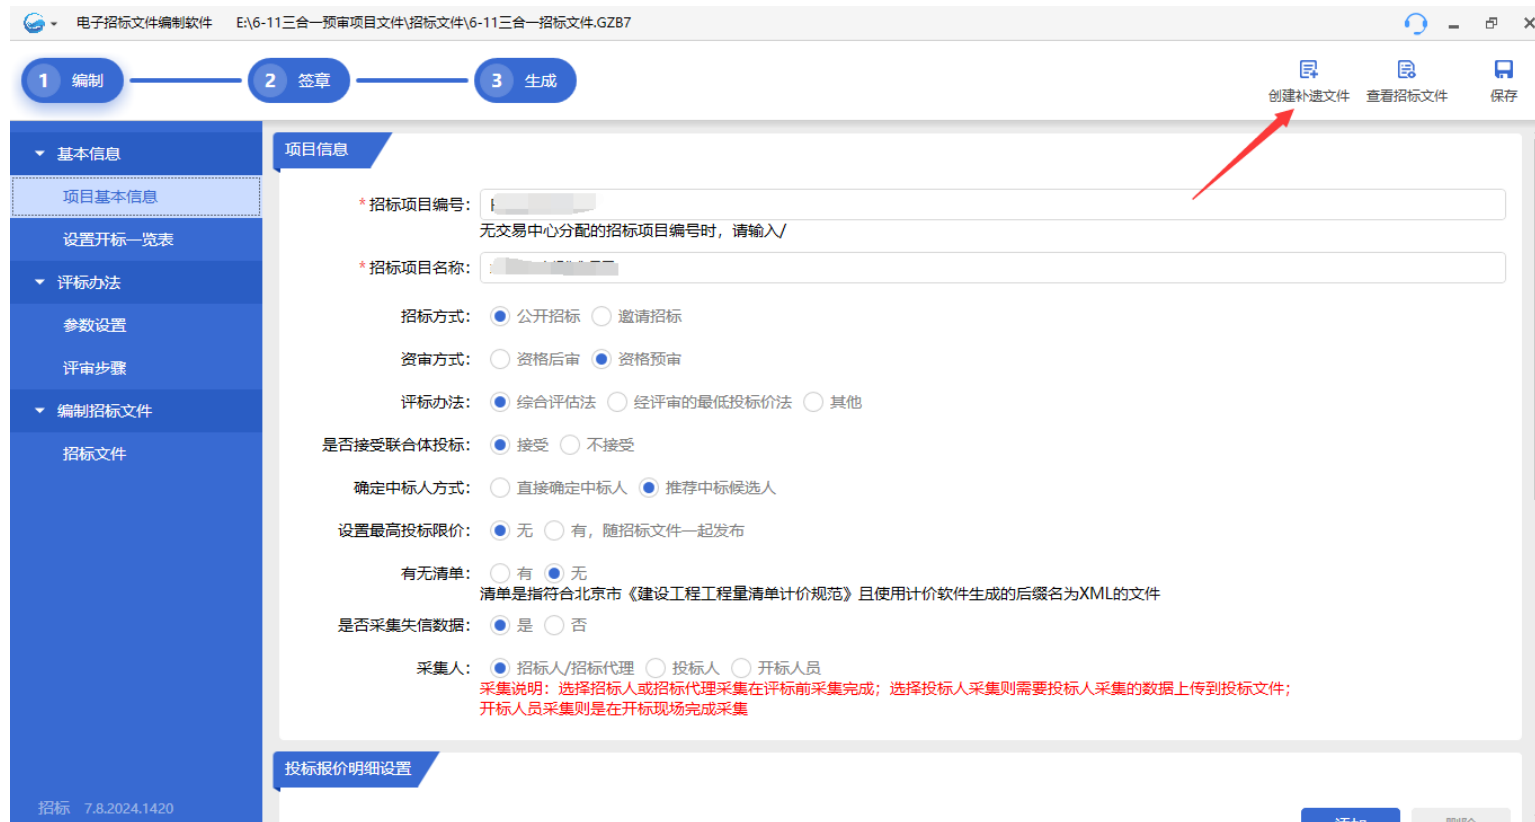 电子招标文件编制软件 E:\6-11三合一预审项目文件\招标文件\6-11三合一招标文件.GZB7
1 编制 2 签章 3 生成
创建补遗文件 查看招标文件 保存
基本信息
项目基本信息
设置开标一览表
评标办法
参数设置
评审步骤
编制招标文件
招标文件
招标 7.8.2024.1420
项目信息
*招标项目编号：
无交易中心分配的招标项目编号时，请输入/
*招标项目名称：
招标方式： 公开招标 邀请招标
资审方式： 资格后审 资格预审
评标办法： 综合评估法 经评审的最低投标价法 其他
是否接受联合体投标： 接受 不接受
确定中标人方式： 直接确定中标人 推荐中标候选人
设置最高投标限价： 无 有，随招标文件一起发布
有无清单： 有 无
清单是指符合北京市《建设工程工程量清单计价规范》且使用计价软件生成的后缀名为XML的文件
是否采集失信数据： 是 否
采集人： 招标人/招标代理 投标人 开标人员
采集说明：选择招标人或招标代理采集在评标前采集完成；选择投标人采集则需要投标人采集的数据上传到投标文件；
开标人员采集则是在开标现场完成采集
投标报价明细设置